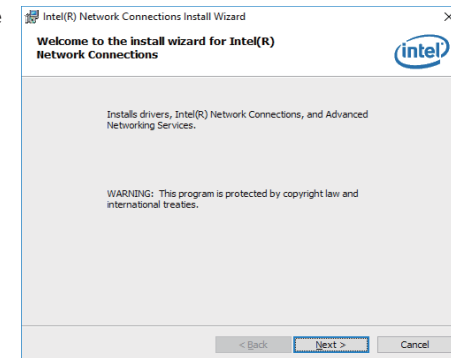 e
Intel(R) Network Connections Install Wizard
Welcome to the install wizard for Intel(R)
Network Connections
intel
Installs drivers, Intel(R) Network Connections, and Advanced
Networking Services.
WARNING: This program is protected by copyright law and
international treaties.
< Back Next > Cancel